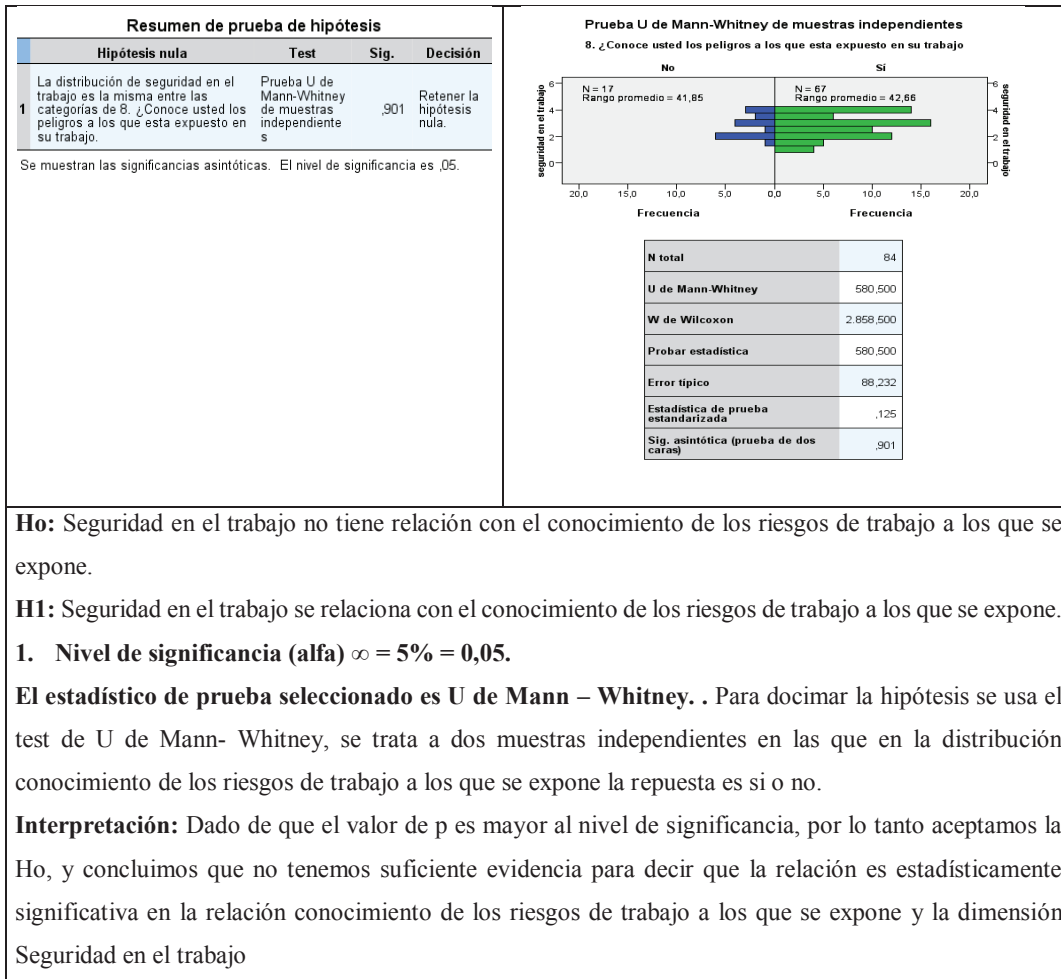 Resumen de prueba de hipótesis
Hipótesis nula Test Sig. Decisión
1 La distribución de seguridad en el trabajo es la misma entre las categorías de 8. ¿Conoce usted los peligros a los que esta expuesto en su trabajo. Prueba U de Mann-Whitney de muestras independientes ,901 Retener la hipótesis nula.
Se muestran las significancias asintóticas. El nivel de significancia es ,05.
Prueba U de Mann-Whitney de muestras independientes
8. ¿Conoce usted los peligros a los que esta expuesto en su trabajo
No Sí
N = 17
Rango promedio = 41,85
N = 67
Rango promedio = 42,66
seguridad en el trabajo
6
4
2
0
6
4
2
0
seguridad en el trabajo
20,0 15,0 10,0 5,0 0,0 5,0 10,0 15,0 20,0
Frecuencia Frecuencia
N total 84
U de Mann-Whitney 580,500
W de Wilcoxon 2.858,500
Probar estadística 580,500
Error típico 88,232
Estadística de prueba estandarizada ,125
Sig. asintótica (prueba de dos caras) ,901
Ho: Seguridad en el trabajo no tiene relación con el conocimiento de los riesgos de trabajo a los que se
expone.
H1: Seguridad en el trabajo se relaciona con el conocimiento de los riesgos de trabajo a los que se expone.
1. Nivel de significancia (alfa) ∞ = 5% = 0,05.
El estadístico de prueba seleccionado es U de Mann – Whitney. . Para docimar la hipótesis se usa el
test de U de Mann- Whitney, se trata a dos muestras independientes en las que en la distribución
conocimiento de los riesgos de trabajo a los que se expone la repuesta es si o no.
Interpretación: Dado de que el valor de p es mayor al nivel de significancia, por lo tanto aceptamos la
Ho, y concluimos que no tenemos suficiente evidencia para decir que la relación es estadísticamente
significativa en la relación conocimiento de los riesgos de trabajo a los que se expone y la dimensión
Seguridad en el trabajo